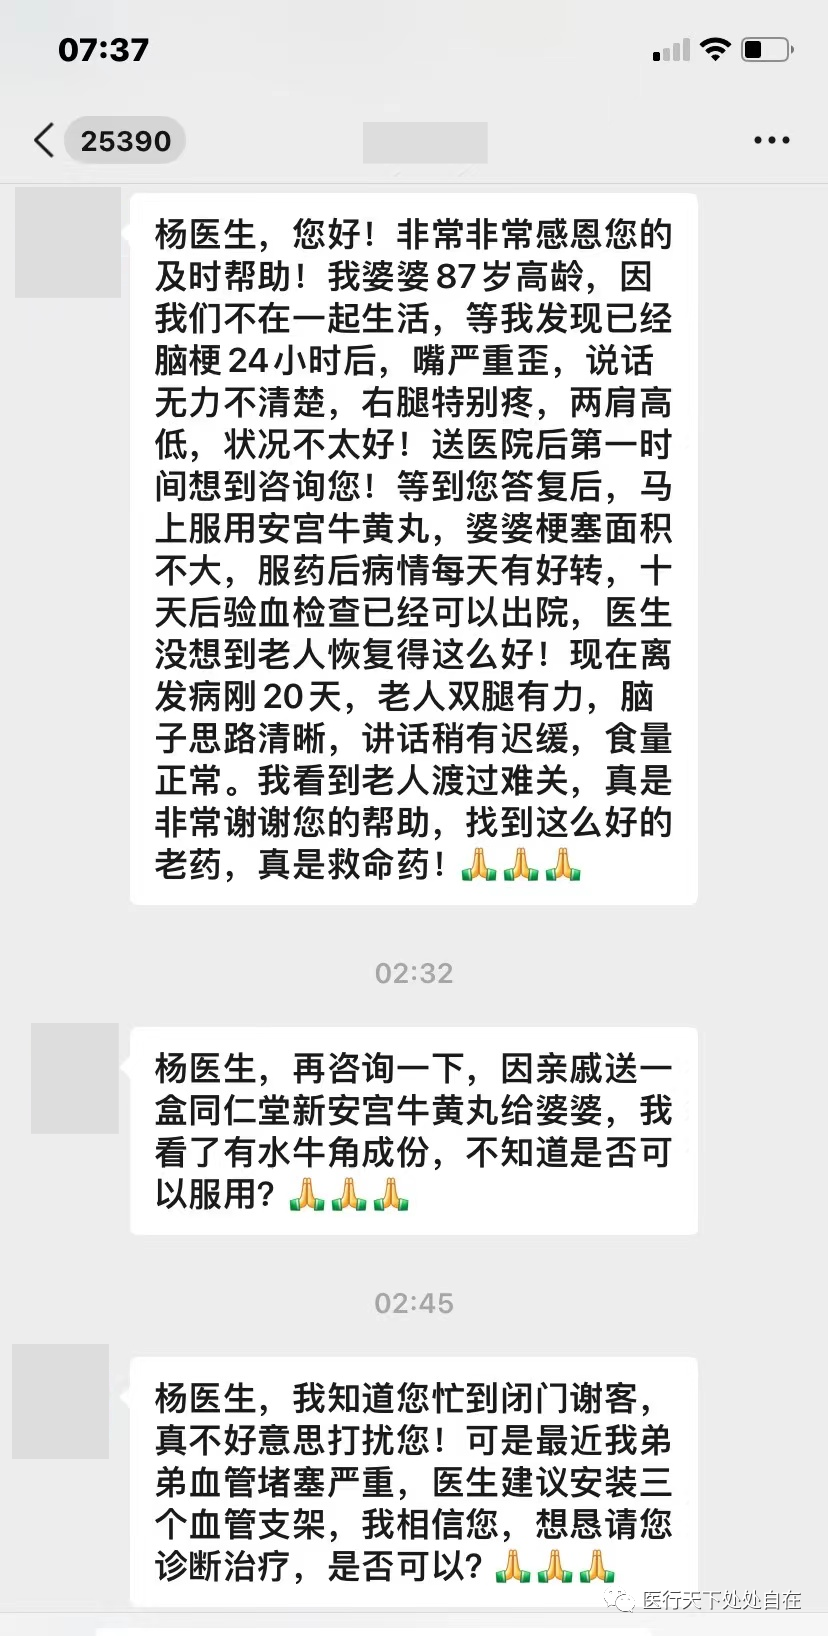 07:37
25390
杨医生，您好！非常非常感恩您的
及时帮助！我婆婆87岁高龄，因
我们不在一起生活，等我发现已经
脑梗24小时后，嘴严重歪，说话
无力不清楚，右腿特别疼，两肩高
低，状况不太好！送医院后第一时
间想到咨询您！等到您答复后，马
上服用安宫牛黄丸，婆婆梗塞面积
不大，服药后病情每天有好转，十
天后验血检查已经可以出院，医生
没想到老人恢复得这么好！现在离
发病刚20天，老人双腿有力，脑
子思路清晰，讲话稍有迟缓，食量
正常。我看到老人渡过难关，真是
非常谢谢您的帮助，找到这么好的
老药，真是救命药！🙏🙏🙏
02:32
杨医生，再咨询一下，因亲戚送一
盒同仁堂新安宫牛黄丸给婆婆，我
看了有水牛角成份，不知道是否可
以服用？🙏🙏🙏
02:45
杨医生，我知道您忙到闭门谢客，
真不好意思打扰您！可是最近我弟
弟血管堵塞严重，医生建议安装三
个血管支架，我相信您，想恳请您
诊断治疗，是否可以？🙏🙏🙏
医行天下处处自在